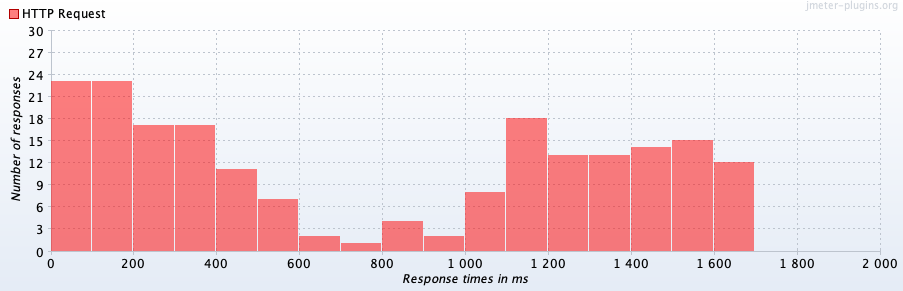 jmeter-plugins.org
HTTP Request
Number of responses
30
27
24
21
18
15
12
9
6
3
0
0 200 400 600 800 1 000 1 200 1 400 1 600 1 800 2 000
Response times in ms